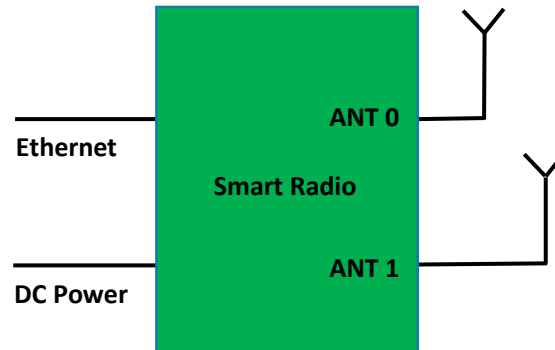 ANT 0
Ethernet
Smart Radio
ANT 1
DC Power